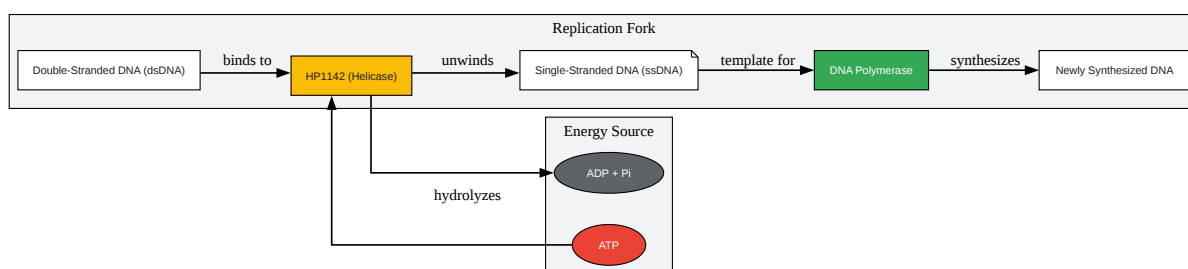 Replication Fork
Double-Stranded DNA (dsDNA)
binds to
HP1142 (Helicase)
unwinds
Single-Stranded DNA (ssDNA)
template for
DNA Polymerase
synthesizes
Newly Synthesized DNA
Energy Source
ADP + Pi
hydrolyzes
ATP